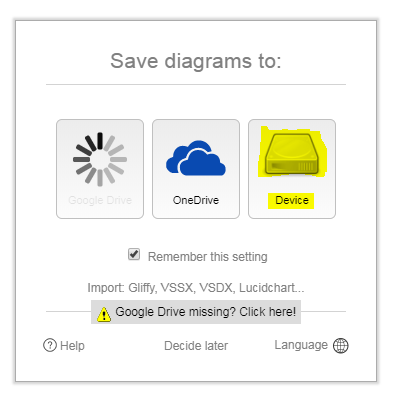 Save diagrams to:
Google Drive OneDrive Device
Remember this setting
Import: Gliffy, VSSX, VSDX, Lucidchart...
Google Drive missing? Click here!
? Help Decide later Language